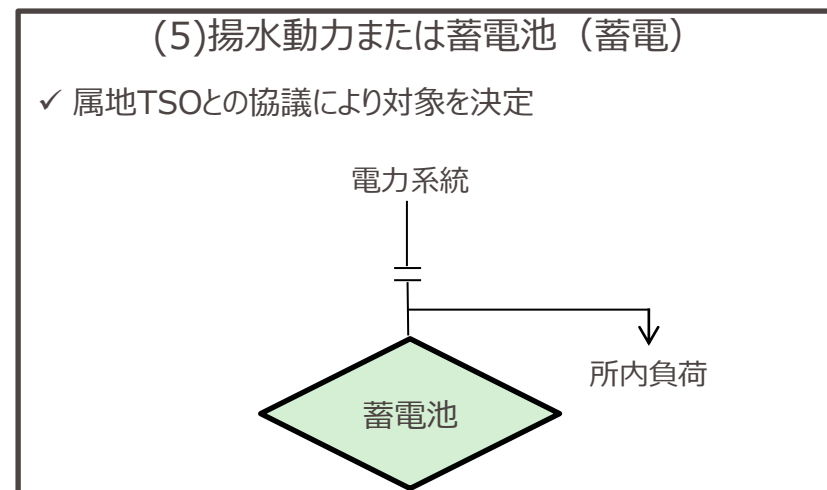 (5)揚水動力または蓄電池（蓄電）
✓ 属地TSOとの協議により対象を決定
電力系統
所内負荷
蓄電池